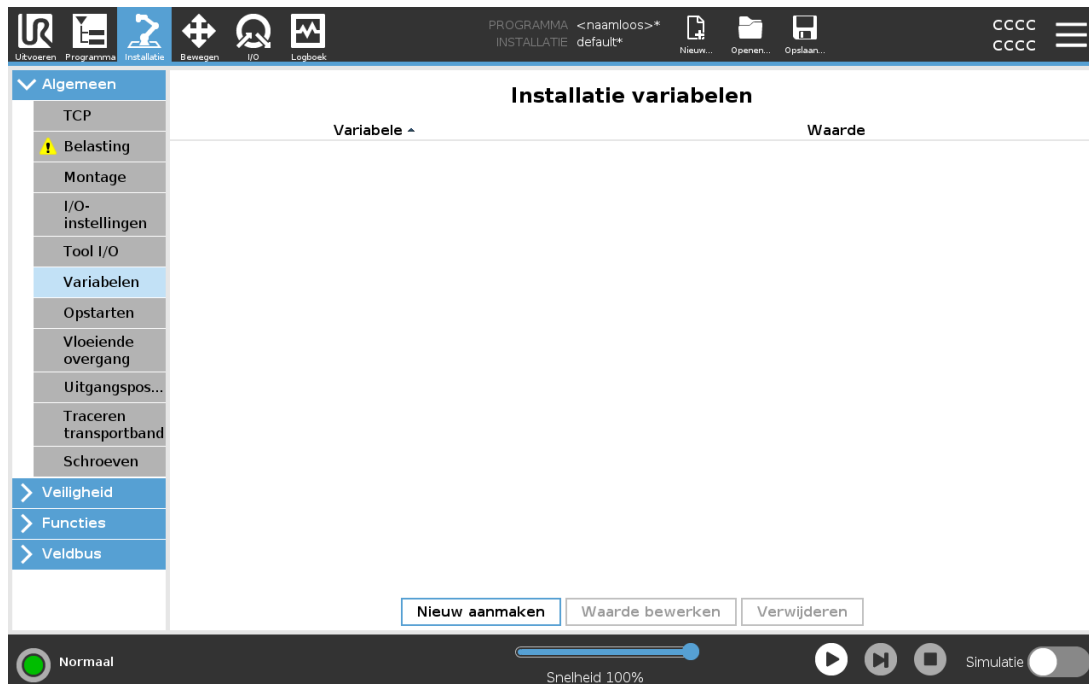 PROGRAMMA <naamloos>*
INSTALLATIE default*
Uitvoeren Programma Installatie Bewegen I/O Logboek Nieuw... Openen... Opslaan...
CCCC
CCCC
Algemeen
TCP
Belasting
Montage
I/O-
instellingen
Tool I/O
Variabelen
Opstarten
Vloeiende
overgang
Uitgangspos...
Traceren
transportband
Schroeven
Veiligheid
Functies
Veldbus
Installatie variabelen
Variabele Waarde
Nieuw aanmaken Waarde bewerken Verwijderen
Normaal
Snelheid 100%
Simulatie